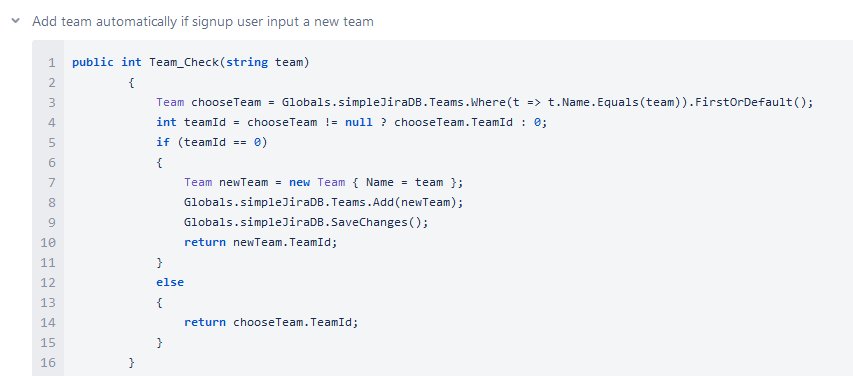 Add team automatically if signup user input a new team
1 public int Team_Check(string team)
2 {
3 Team chooseTeam = Globals.simpleJiraDB.Teams.Where(t => t.Name.Equals(team)).FirstOrDefault();
4 int teamId = chooseTeam != null ? chooseTeam.TeamId : 0;
5 if (teamId == 0)
6 {
7 Team newTeam = new Team { Name = team };
8 Globals.simpleJiraDB.Teams.Add(newTeam);
9 Globals.simpleJiraDB.SaveChanges();
10 return newTeam.TeamId;
11 }
12 else
13 {
14 return chooseTeam.TeamId;
15 }
16 }